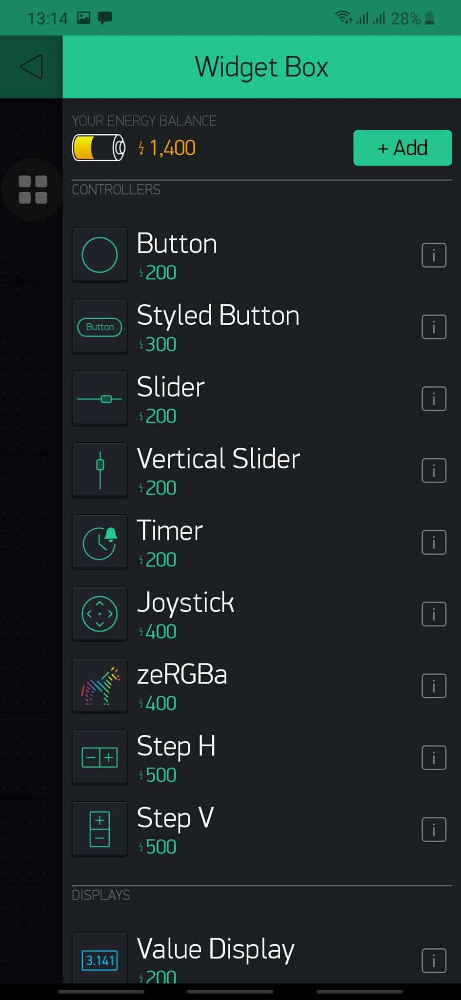 13:14
28%
Widget Box
YOUR ENERGY BALANCE
1,400
+ Add
CONTROLLERS
Button
200
i
Button
Styled Button
300
i
Slider
200
i
Vertical Slider
200
i
Timer
200
i
Joystick
400
i
zeRGBa
400
i
Step H
500
i
Step V
500
i
DISPLAYS
3.141
Value Display
200
i